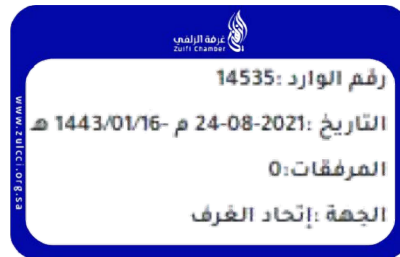 غرفة الزلفي
Zulfi Chamber
رقم الوارد :14535
التاريخ :2021-08-24 م -1443/01/16 هـ
المرفقات:0
الجهة :إتحاد الغرف
www.zulcci.org.sa